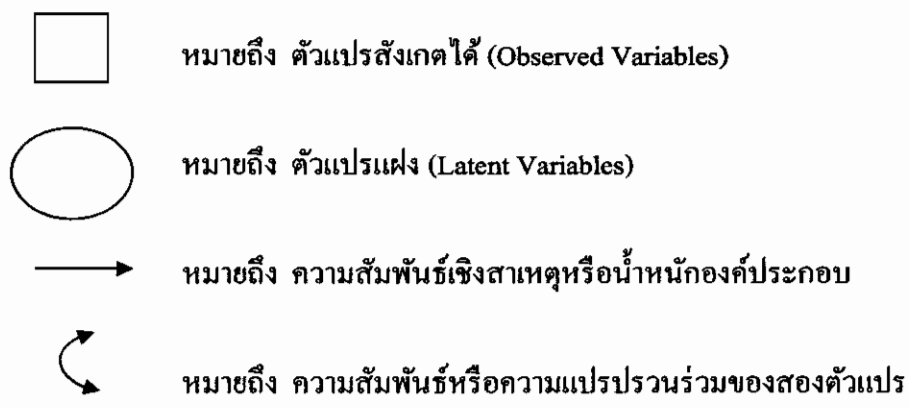 หมายถึง ตัวแปรสังเกตได้ (Observed Variables)
หมายถึง ตัวแปรแฝง (Latent Variables)
หมายถึง ความสัมพันธ์เชิงสาเหตุหรือน้ำหนักองค์ประกอบ
หมายถึง ความสัมพันธ์หรือความแปรปรวนร่วมของสองตัวแปร